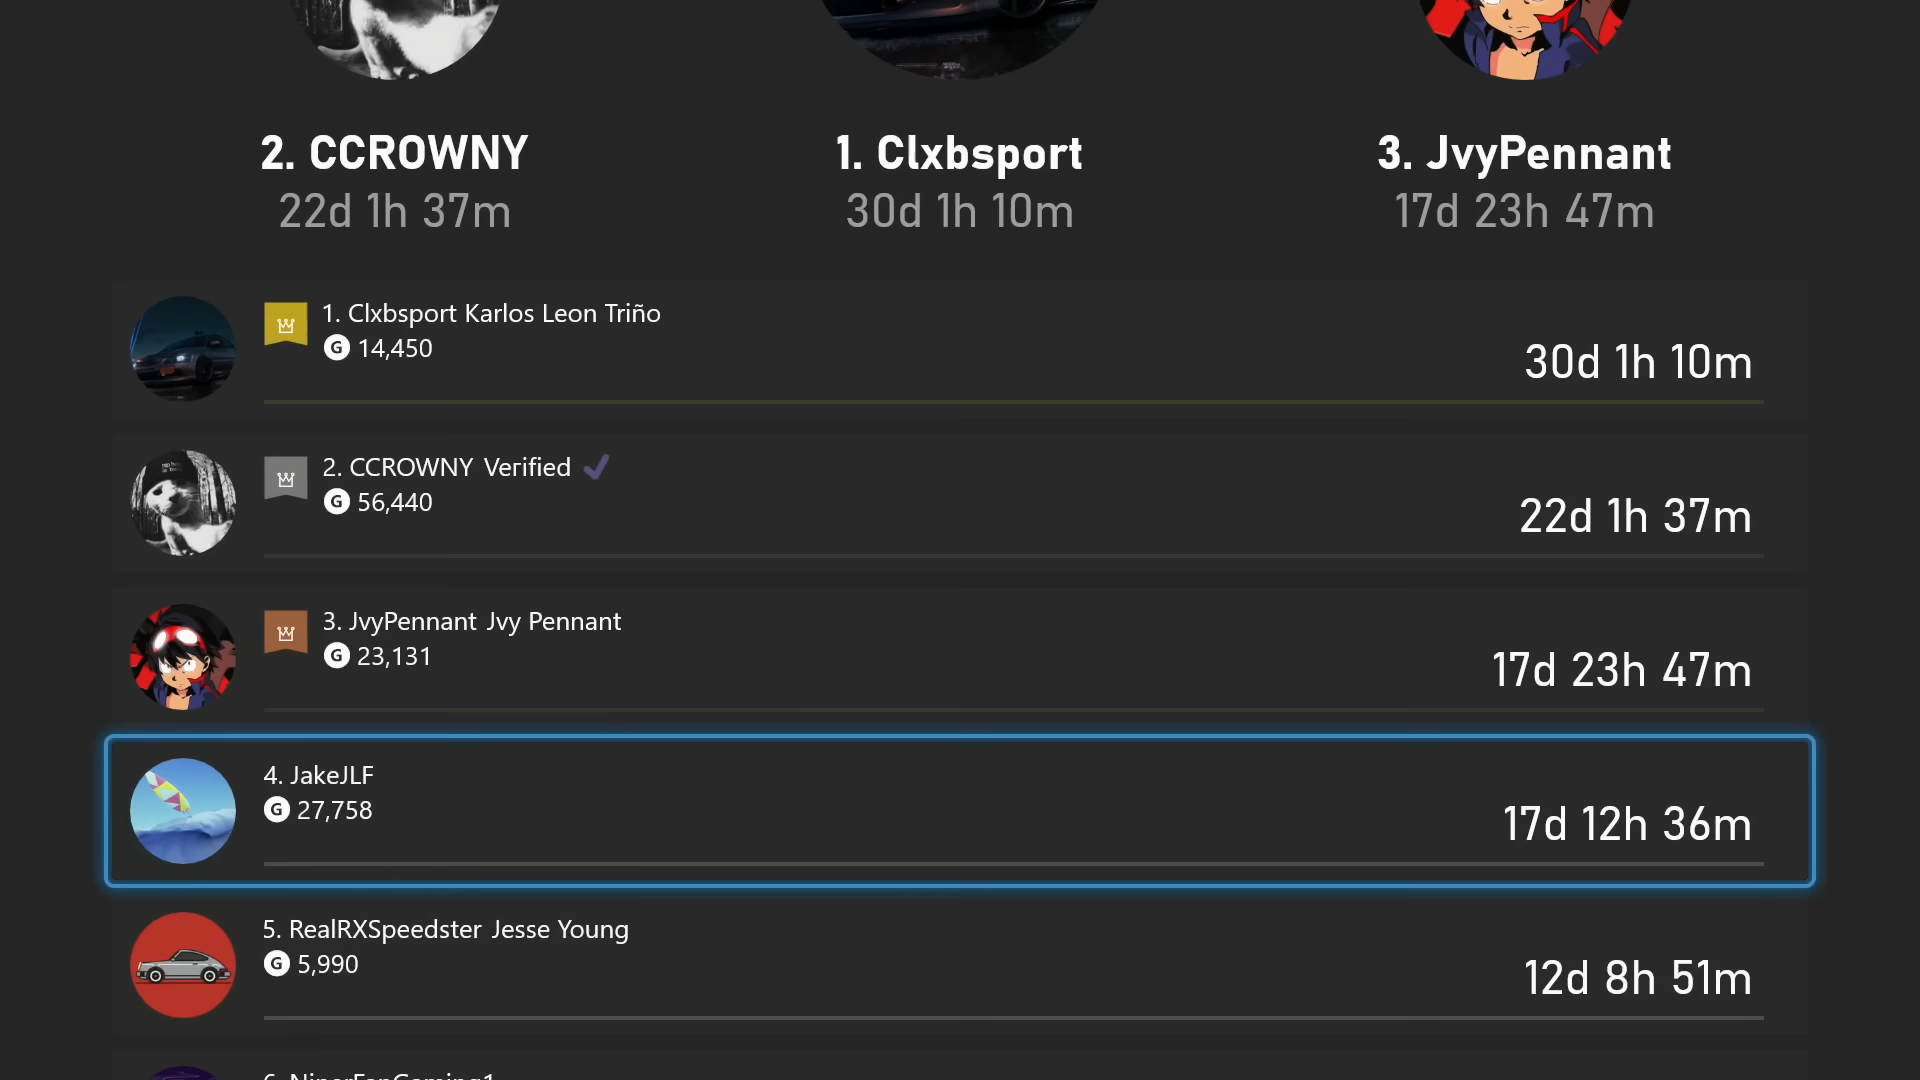 2. CCROWNY
22d 1h 37m
1. Clxbsport
30d 1h 10m
3. JvyPennant
17d 23h 47m
1. Clxbsport Karlos Leon Triño
G 14,450
30d 1h 10m
2. CCROWNY Verified
G 56,440
22d 1h 37m
3. JvyPennant Jvy Pennant
G 23,131
17d 23h 47m
4. JakeJLF
G 27,758
17d 12h 36m
5. RealRXSpeedster Jesse Young
G 5,990
12d 8h 51m